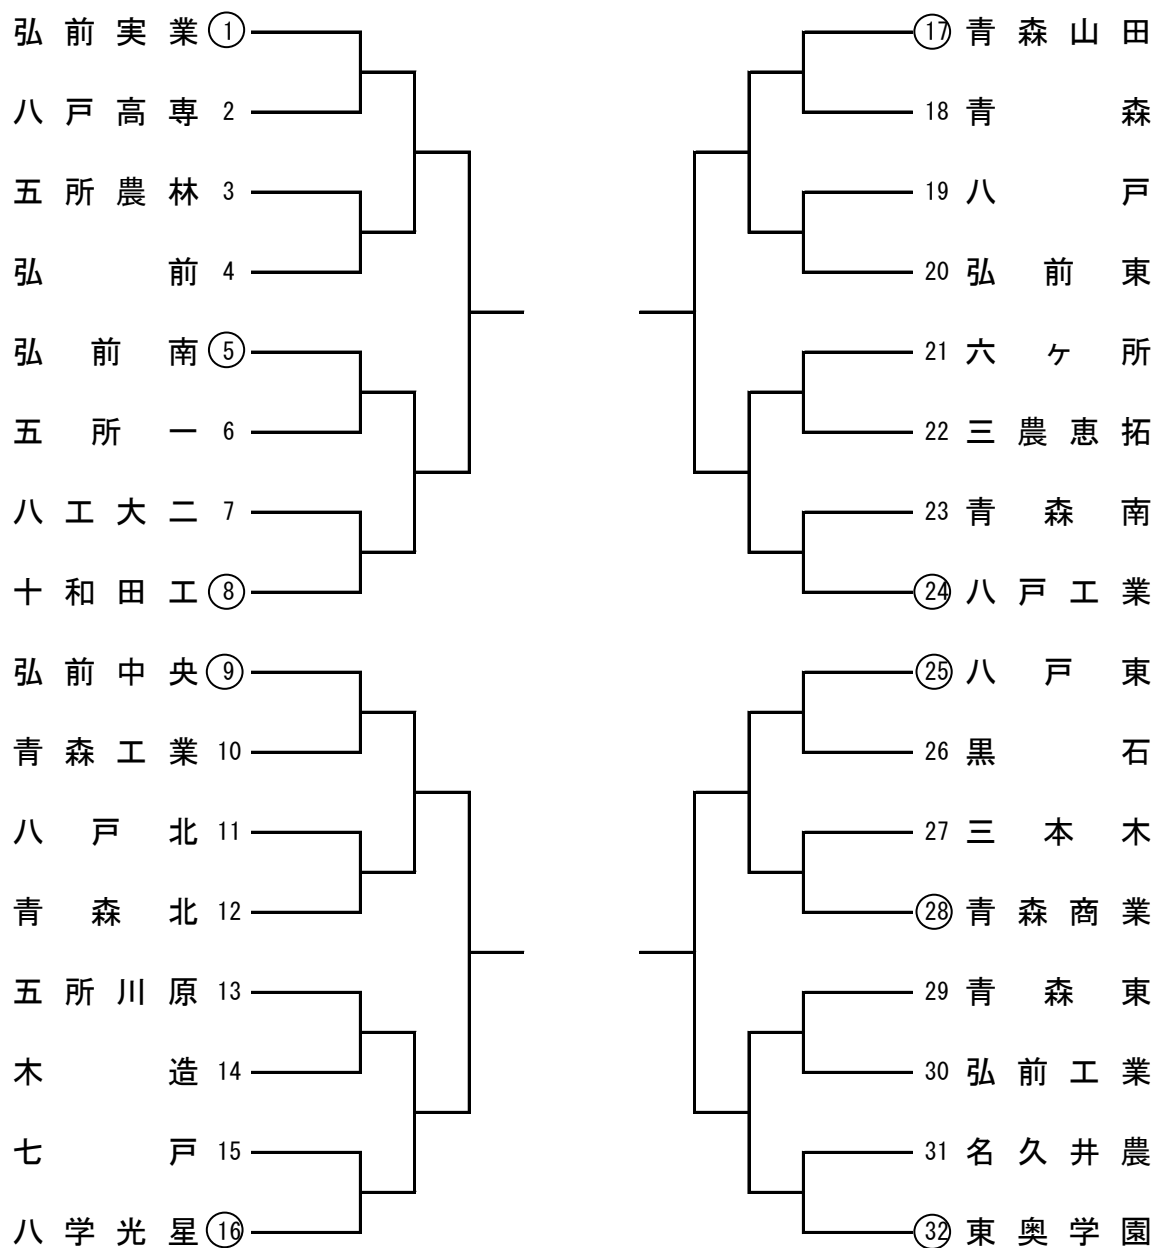 弘前実業 ①
八戸高専 2
五所農林 3
弘前 4
弘前南 ⑤
五所一 6
八工大二 7
十和田工 ⑧
弘前中央 ⑨
青森工業 10
八戸北 11
青森北 12
五所川原 13
木造 14
七戸 15
八学光星 ⑯
⑰ 青森山田
18 青森
19 八戸
20 弘前東
21 六ヶ所
22 三農恵拓
23 青森南
㉔ 八戸工業
㉕ 八戸東
26 黒石
27 三本木
㉘ 青森商業
29 青森東
30 弘前工業
31 名久井農
㉜ 東奥学園